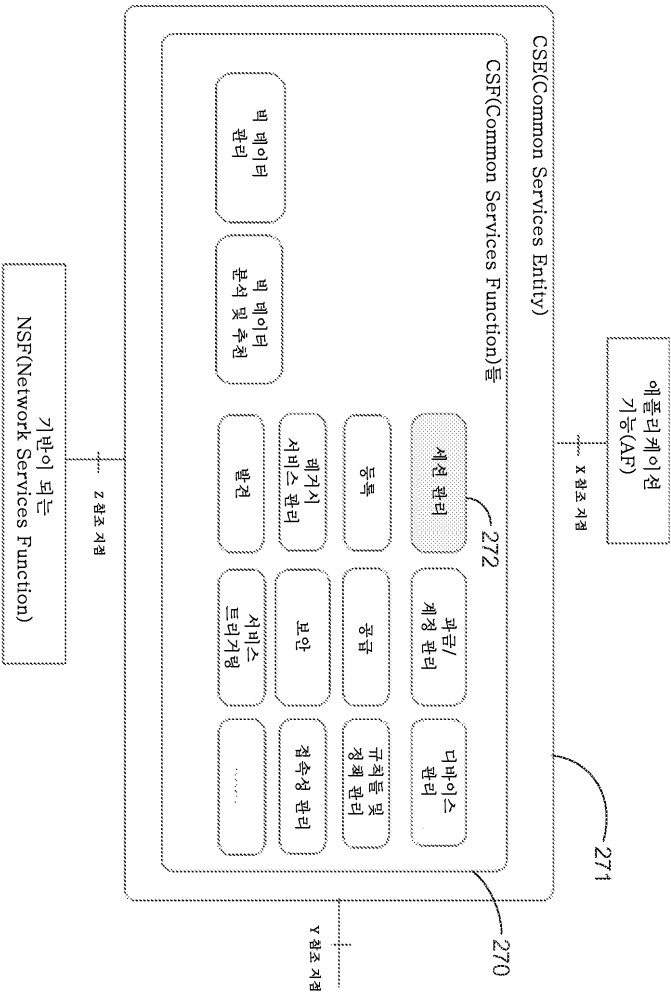 애플리케이션
기능(AF)
X 참조 지점
CSE(Common Services Entity)
271
CSF(Common Services Function)들
270
세션 관리
272
과금/
계정 관리
디바이스
관리
등록
공급
규칙들 및
정책 관리
빅 데이터
관리
빅 데이터
분석 및 추천
레거시
서비스 관리
보안
접속성 관리
발견
서비스
트리거링
......
Y 참조 지점
Z 참조 지점
기반이 되는
NSF(Network Services Function)